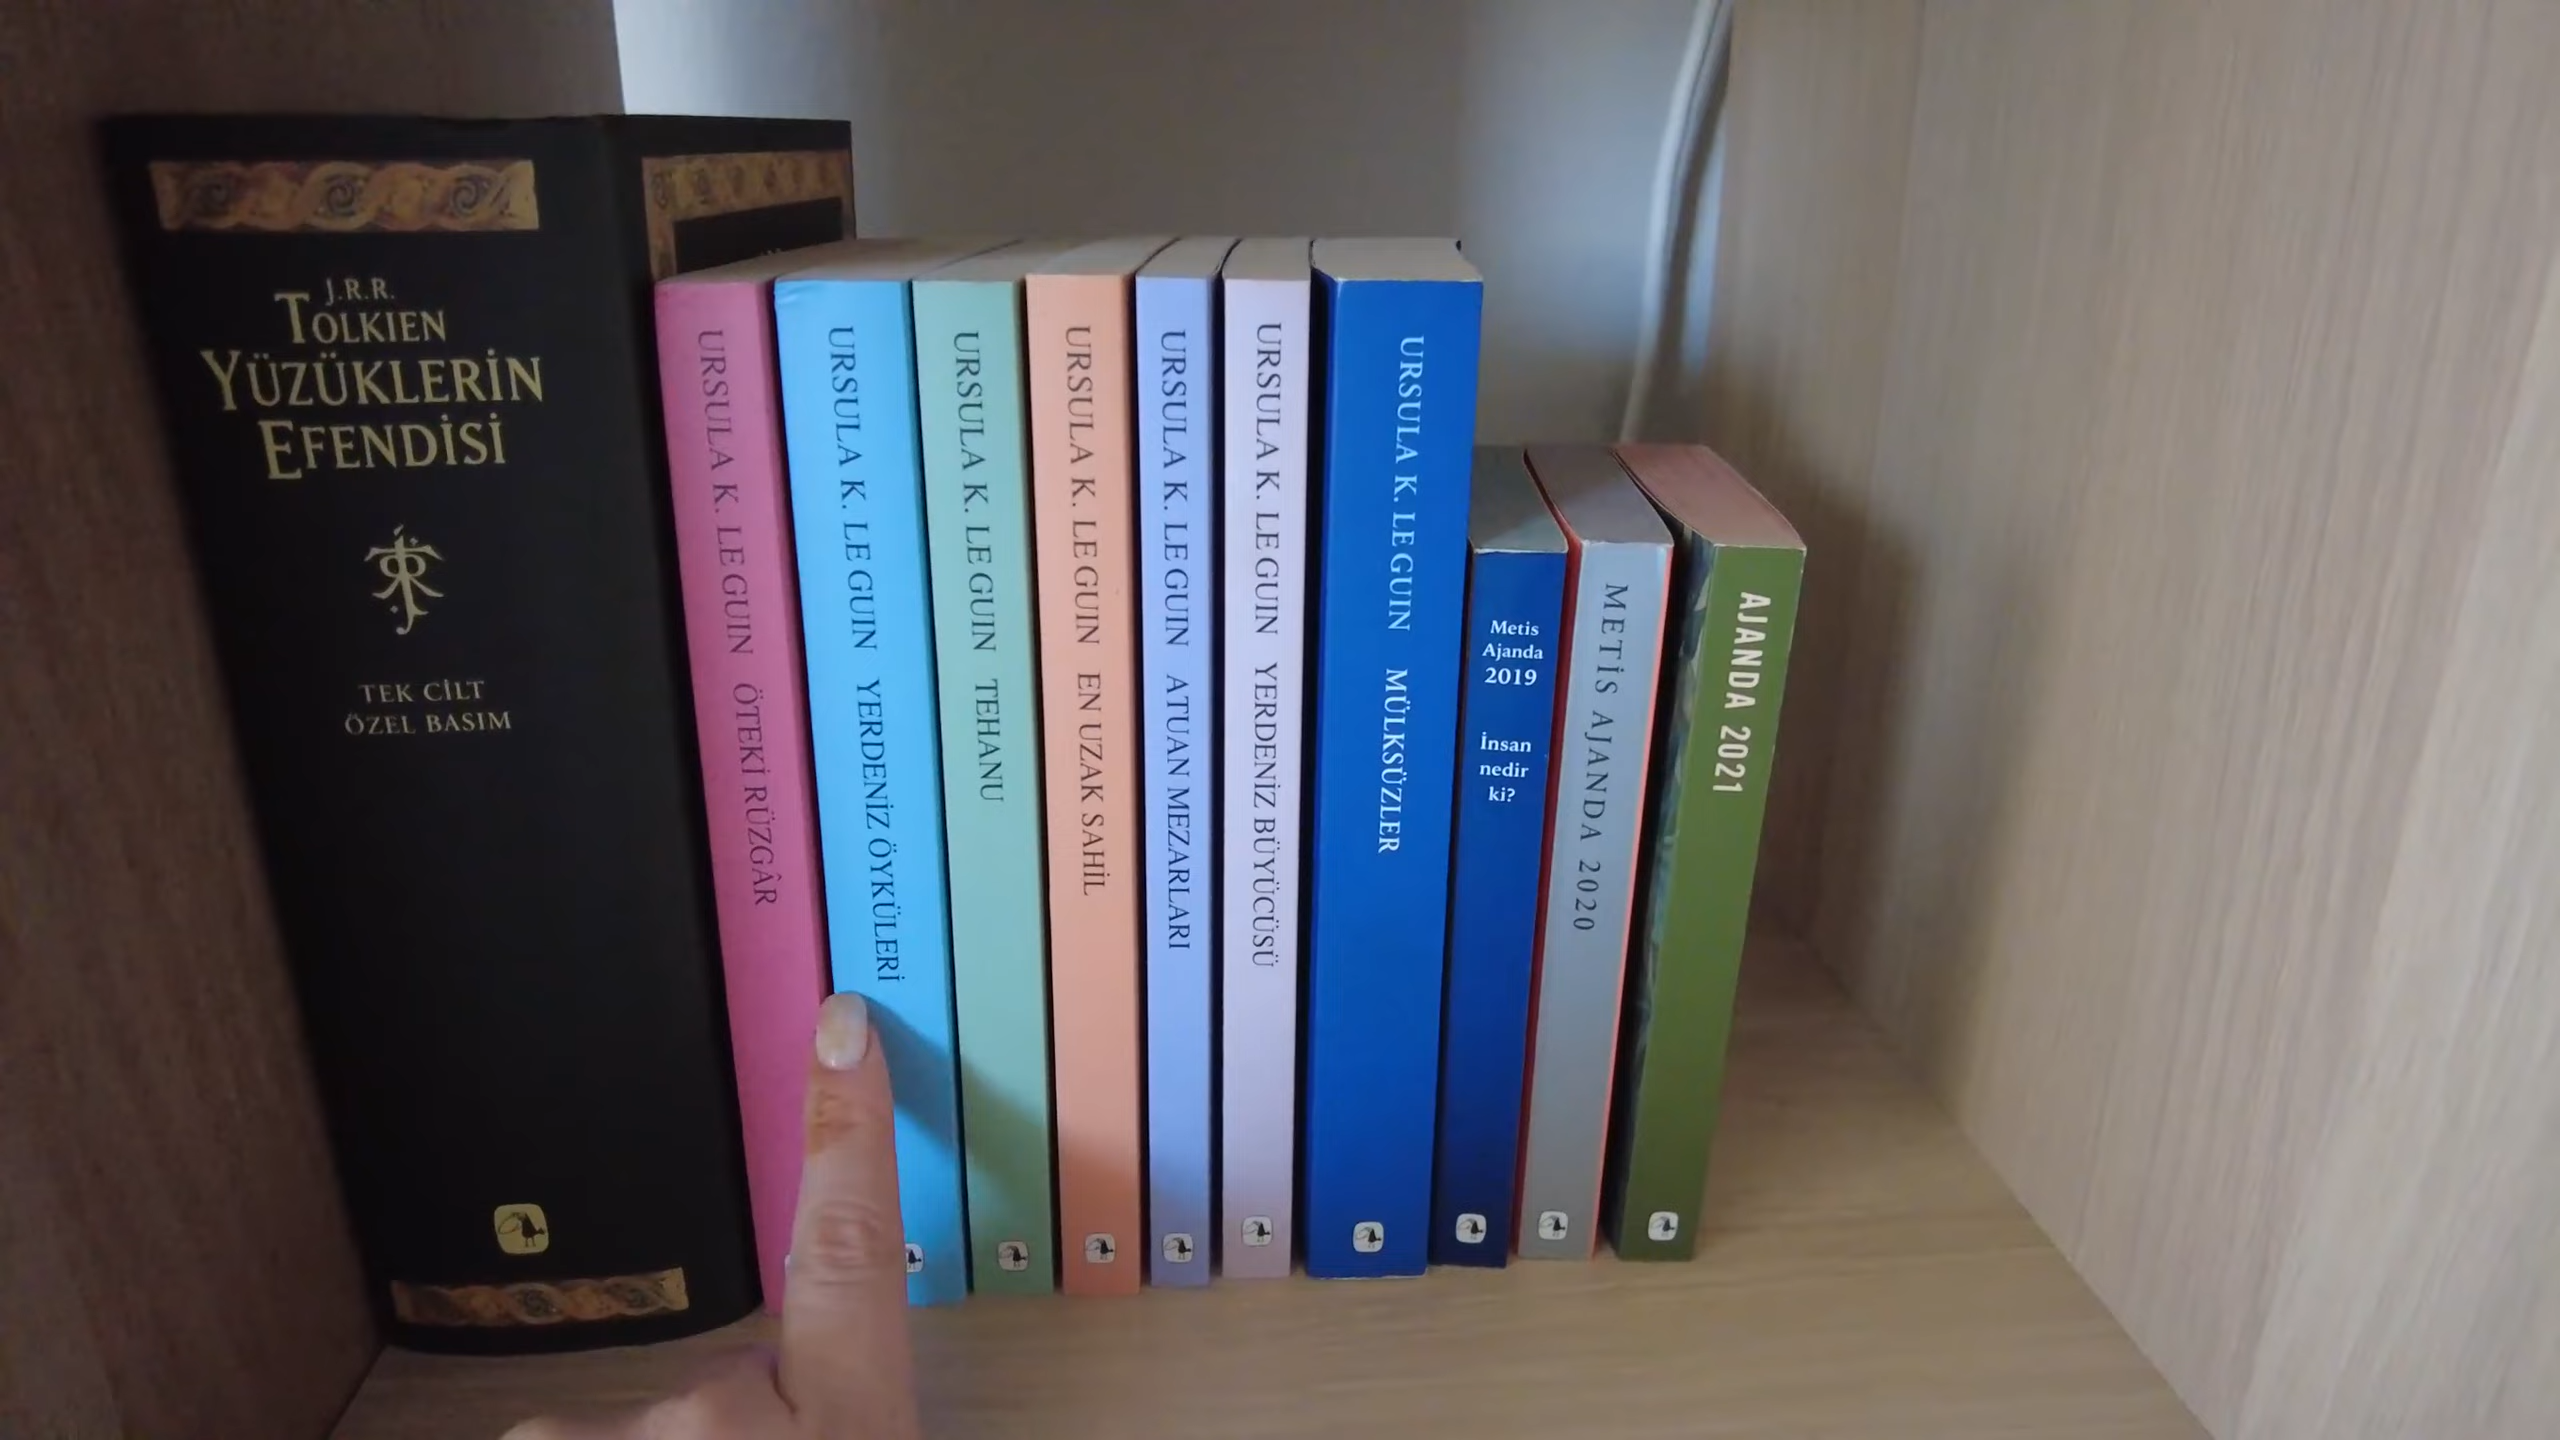 J.R.R.
TOLKIEN
YÜZÜKLERİN
EFENDİSİ
TEK CİLT
ÖZEL BASIM
URSULA K. LE GUIN ÖTEKİ RÜZGÂR
URSULA K. LE GUIN YERDENİZ ÖYKÜLERİ
URSULA K. LE GUIN TEHANU
URSULA K. LE GUIN EN UZAK SAHİL
URSULA K. LE GUIN ATUAN MEZARLARI
URSULA K. LE GUIN YERDENİZ BÜYÜCÜSÜ
URSULA K. LE GUIN MÜLKSÜZLER
Metis
Ajanda
2019
İnsan
nedir
ki?
METİS AJANDA 2020
AJANDA 2021